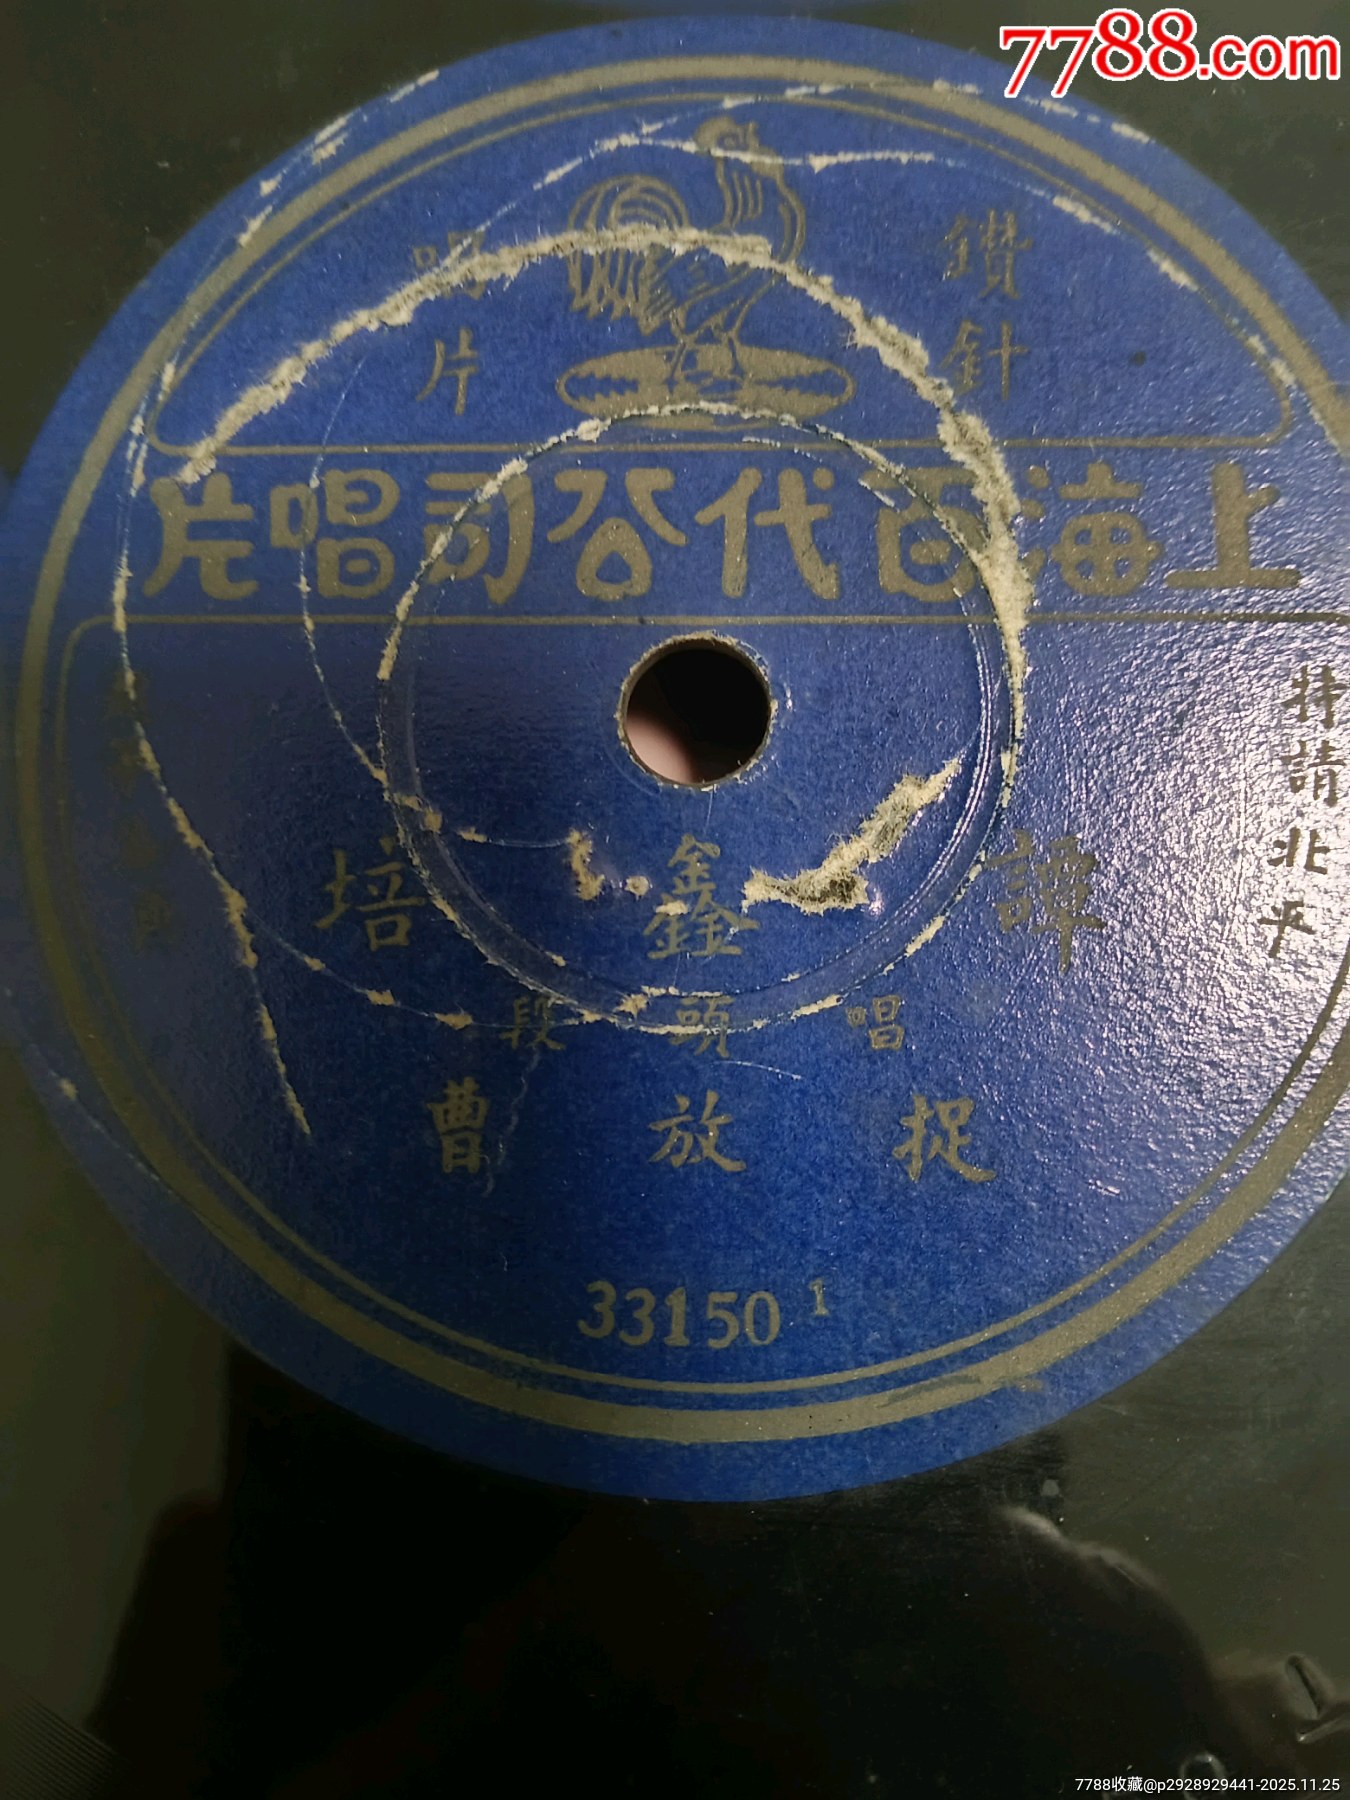 7788.com
鑽針
唱片
上海百代公司唱片
特請北平
譚鑫培
唱頭段
捉放曹
33150 1
7788收藏@p2928929441-2025.11.25